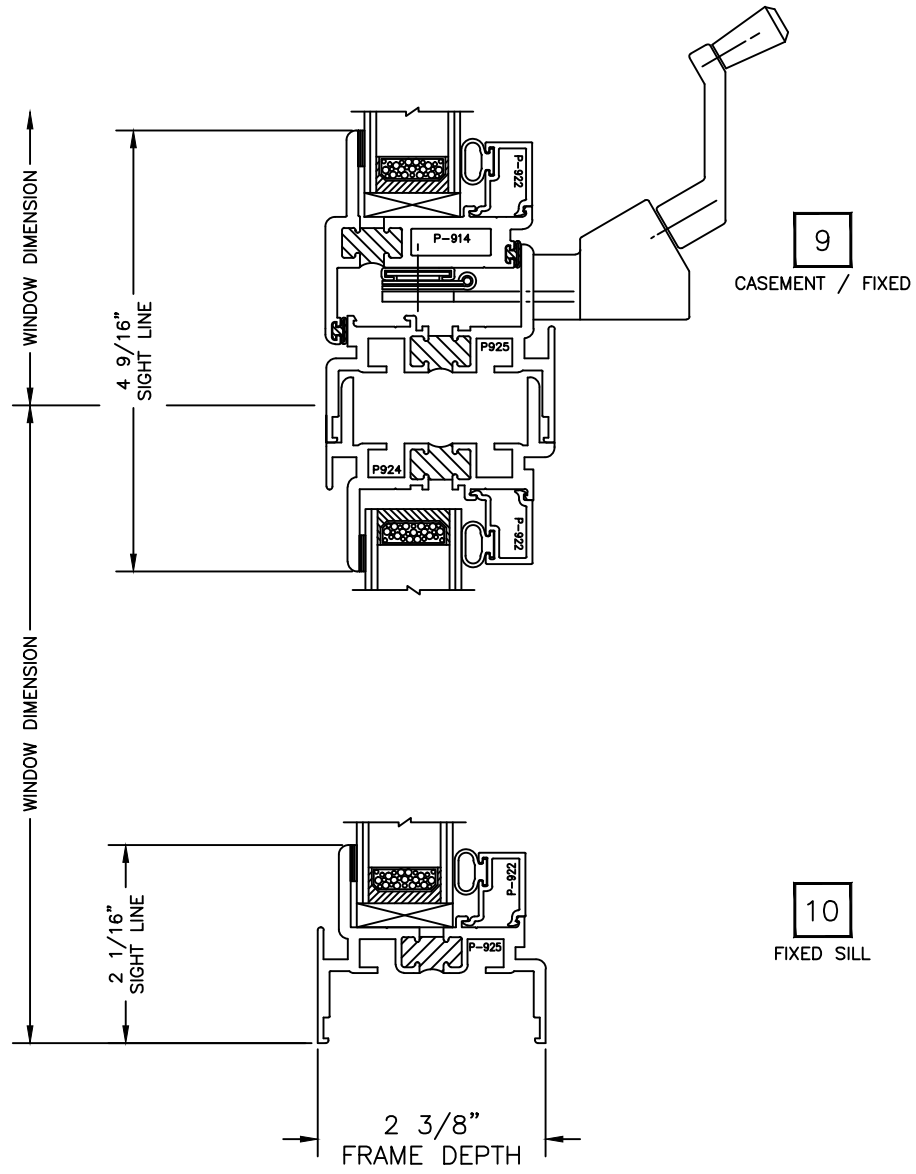 P-922
WINDOW DIMENSION
P-914
9
CASEMENT / FIXED
4 9/16"
SIGHT LINE
P925
P924
P-922
WINDOW DIMENSION
2 1/16"
SIGHT LINE
P-922
10
FIXED SILL
P-925
2 3/8"
FRAME DEPTH